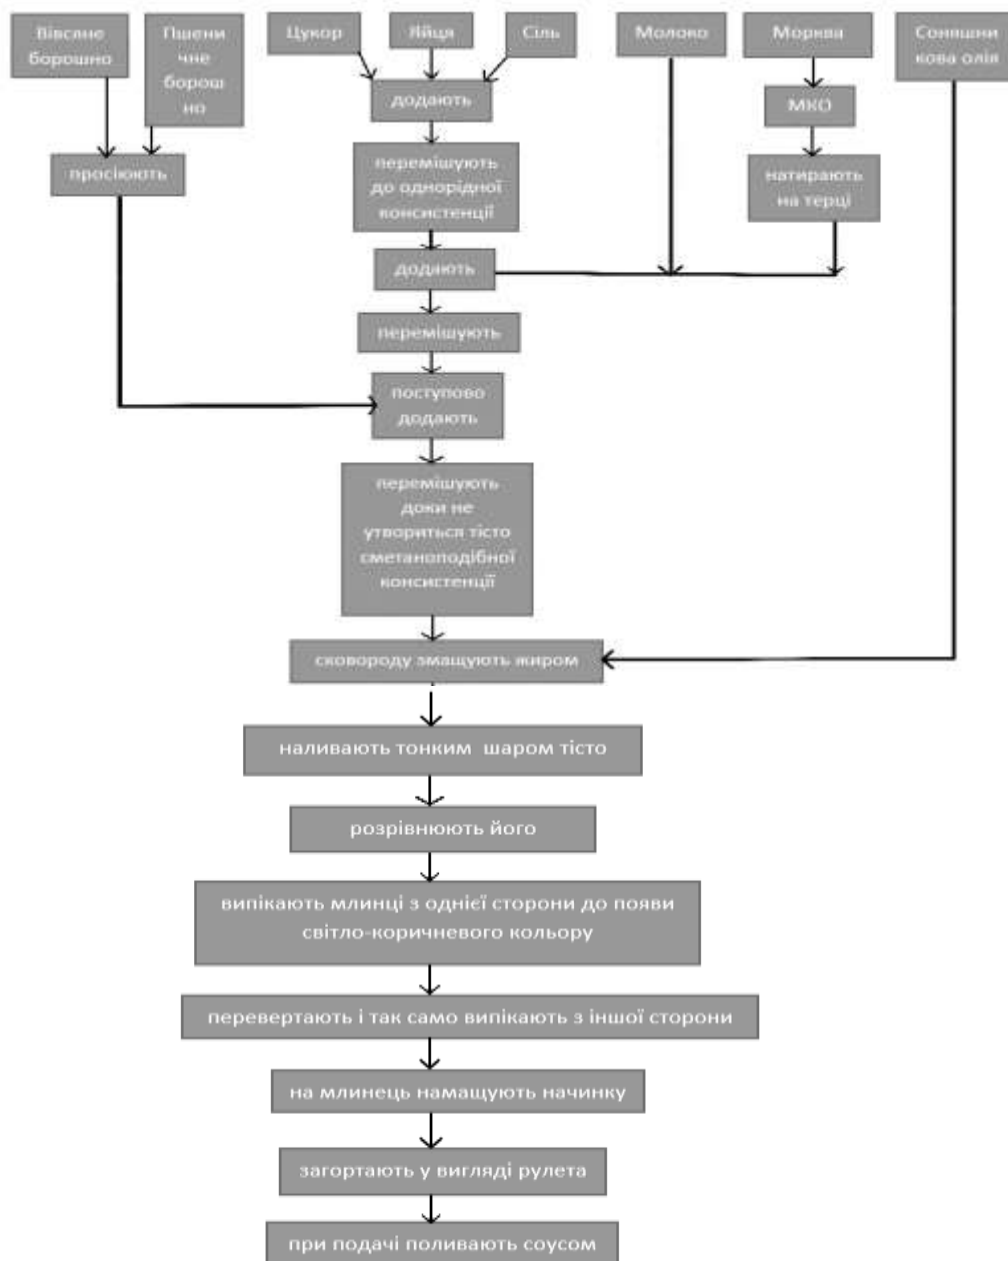 Вівсяне
борошно
Пшени
чне
борош
но
Цукор
Яйця
Сіль
Молоко
Морква
Соняшни
кова олія
додають
МКО
просіюють
перемішують
до однорідної
консистенції
натирають
на терці
додають
перемішують
поступово
додають
перемішують
доки не
утвориться тісто
сметаноподібної
консистенції
сковороду змащують жиром
наливають тонким шаром тісто
розрівнюють його
випікають млинці з однієї сторони до появи
світло-коричневого кольору
перевертають і так само випікають з іншої сторони
на млинець намащують начинку
загортають у вигляді рулета
при подачі поливають соусом